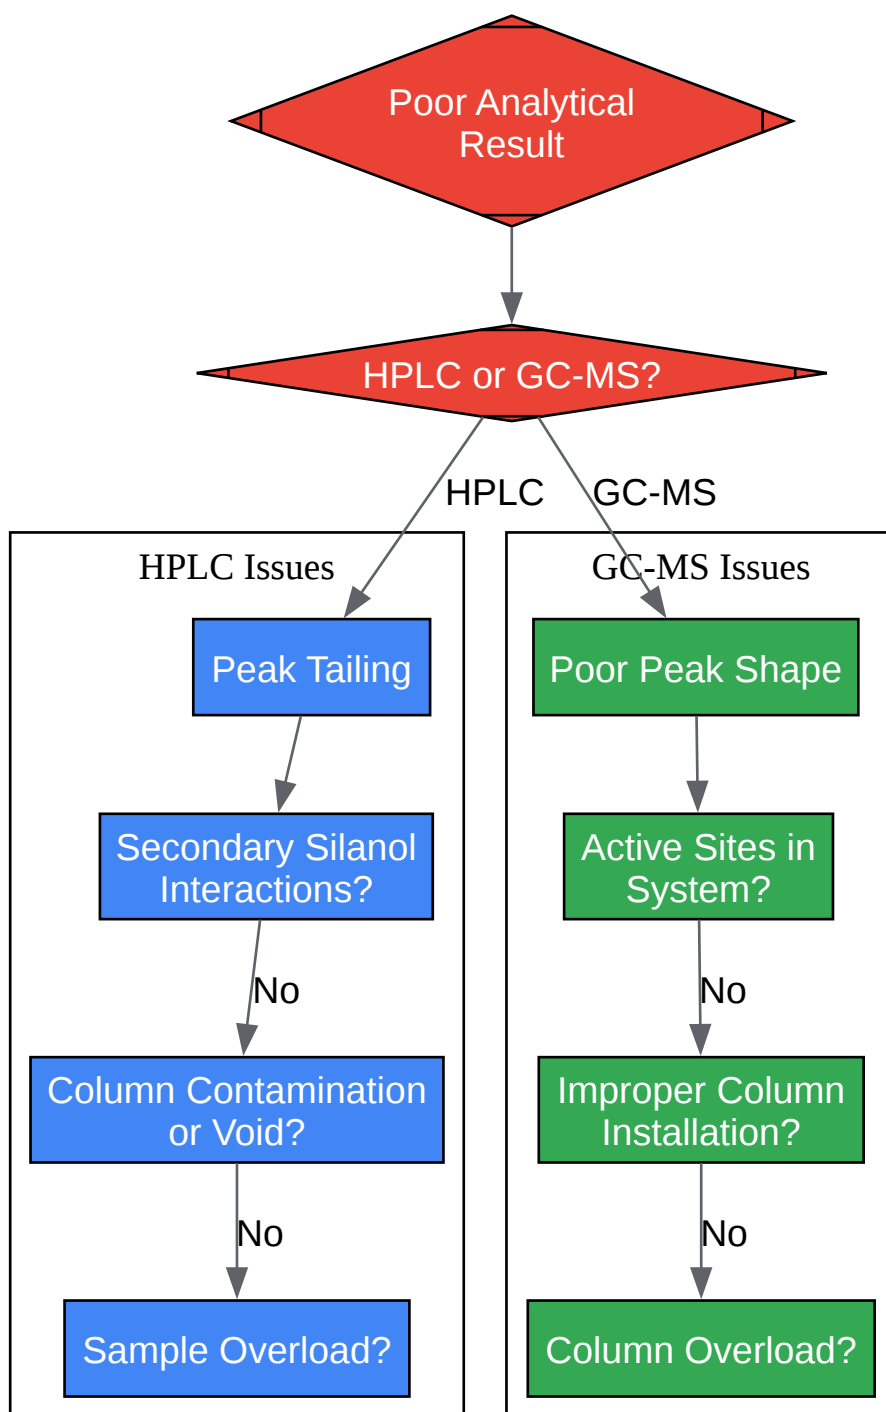 Poor Analytical
Result
HPLC or GC-MS?
HPLC
GC-MS
HPLC Issues
Peak Tailing
Secondary Silanol
Interactions?
No
Column Contamination
or Void?
No
Sample Overload?
GC-MS Issues
Poor Peak Shape
Active Sites in
System?
No
Improper Column
Installation?
No
Column Overload?